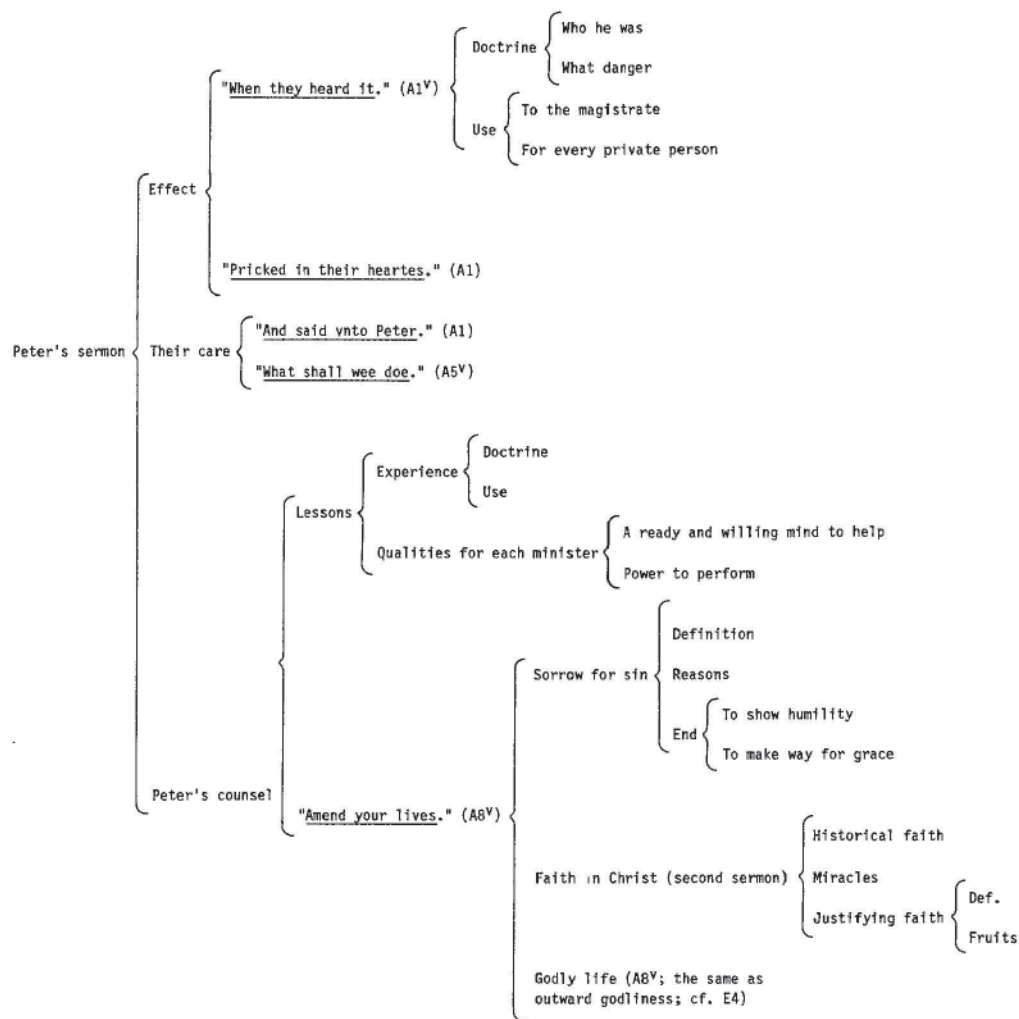 Who he was
Doctrine
What danger
"When they heard it." (A1ᵛ)
To the magistrate
Use
For every private person
Effect
"Pricked in their heartes." (A1)
"And said vnto Peter." (A1)
Peter's sermon
Their care
"What shall wee doe." (A5ᵛ)
Doctrine
Experience
Use
Lessons
A ready and willing mind to help
Qualities for each minister
Power to perform
Definition
Sorrow for sin
Reasons
To show humility
End
To make way for grace
Peter's counsel
"Amend your lives." (A8ᵛ)
Historical faith
Faith in Christ (second sermon)
Miracles
Def.
Justifying faith
Fruits
Godly life (A8ᵛ; the same as
outward godliness; cf. E4)